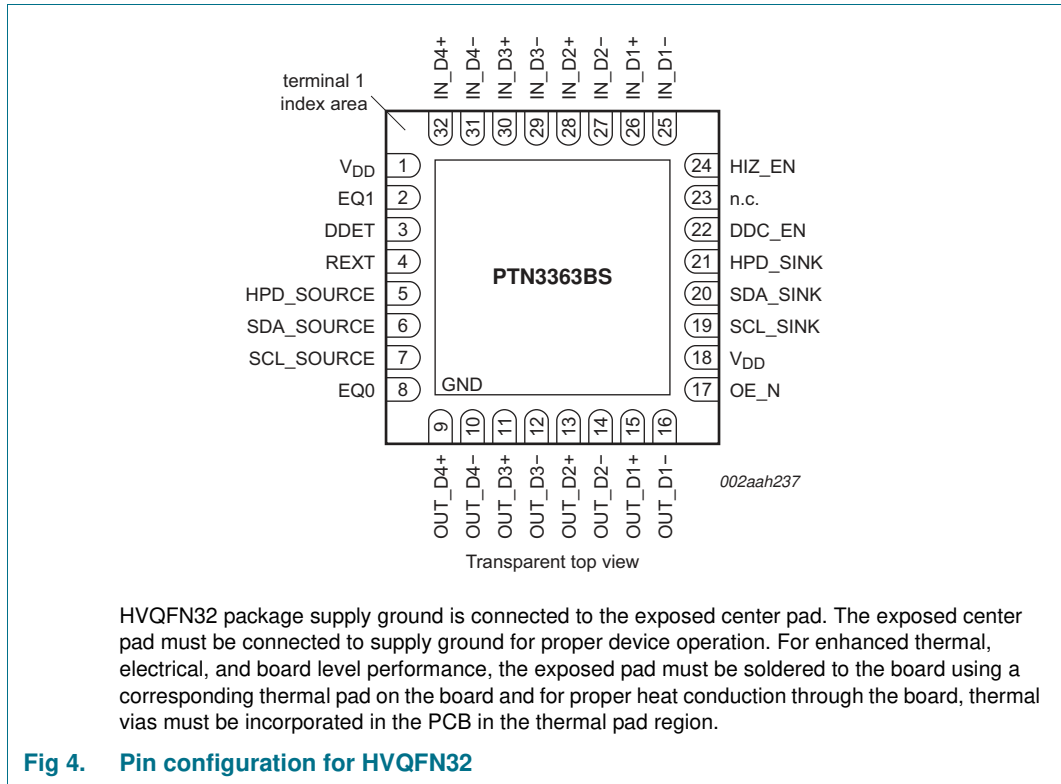 IN_D4+
IN_D4−
IN_D3+
IN_D3−
IN_D2+
IN_D2−
IN_D1+
IN_D1−
terminal 1
index area
32
31
30
29
28
27
26
25
VDD 1
EQ1 2
DDET 3
REXT 4
HPD_SOURCE 5
SDA_SOURCE 6
SCL_SOURCE 7
EQ0 8
PTN3363BS
GND
24 HIZ_EN
23 n.c.
22 DDC_EN
21 HPD_SINK
20 SDA_SINK
19 SCL_SINK
18 VDD
17 OE_N
9
10
11
12
13
14
15
16
OUT_D4+
OUT_D4−
OUT_D3+
OUT_D3−
OUT_D2+
OUT_D2−
OUT_D1+
OUT_D1−
002aah237
Transparent top view
HVQFN32 package supply ground is connected to the exposed center pad. The exposed center
pad must be connected to supply ground for proper device operation. For enhanced thermal,
electrical, and board level performance, the exposed pad must be soldered to the board using a
corresponding thermal pad on the board and for proper heat conduction through the board, thermal
vias must be incorporated in the PCB in the thermal pad region.
Fig 4. Pin configuration for HVQFN32